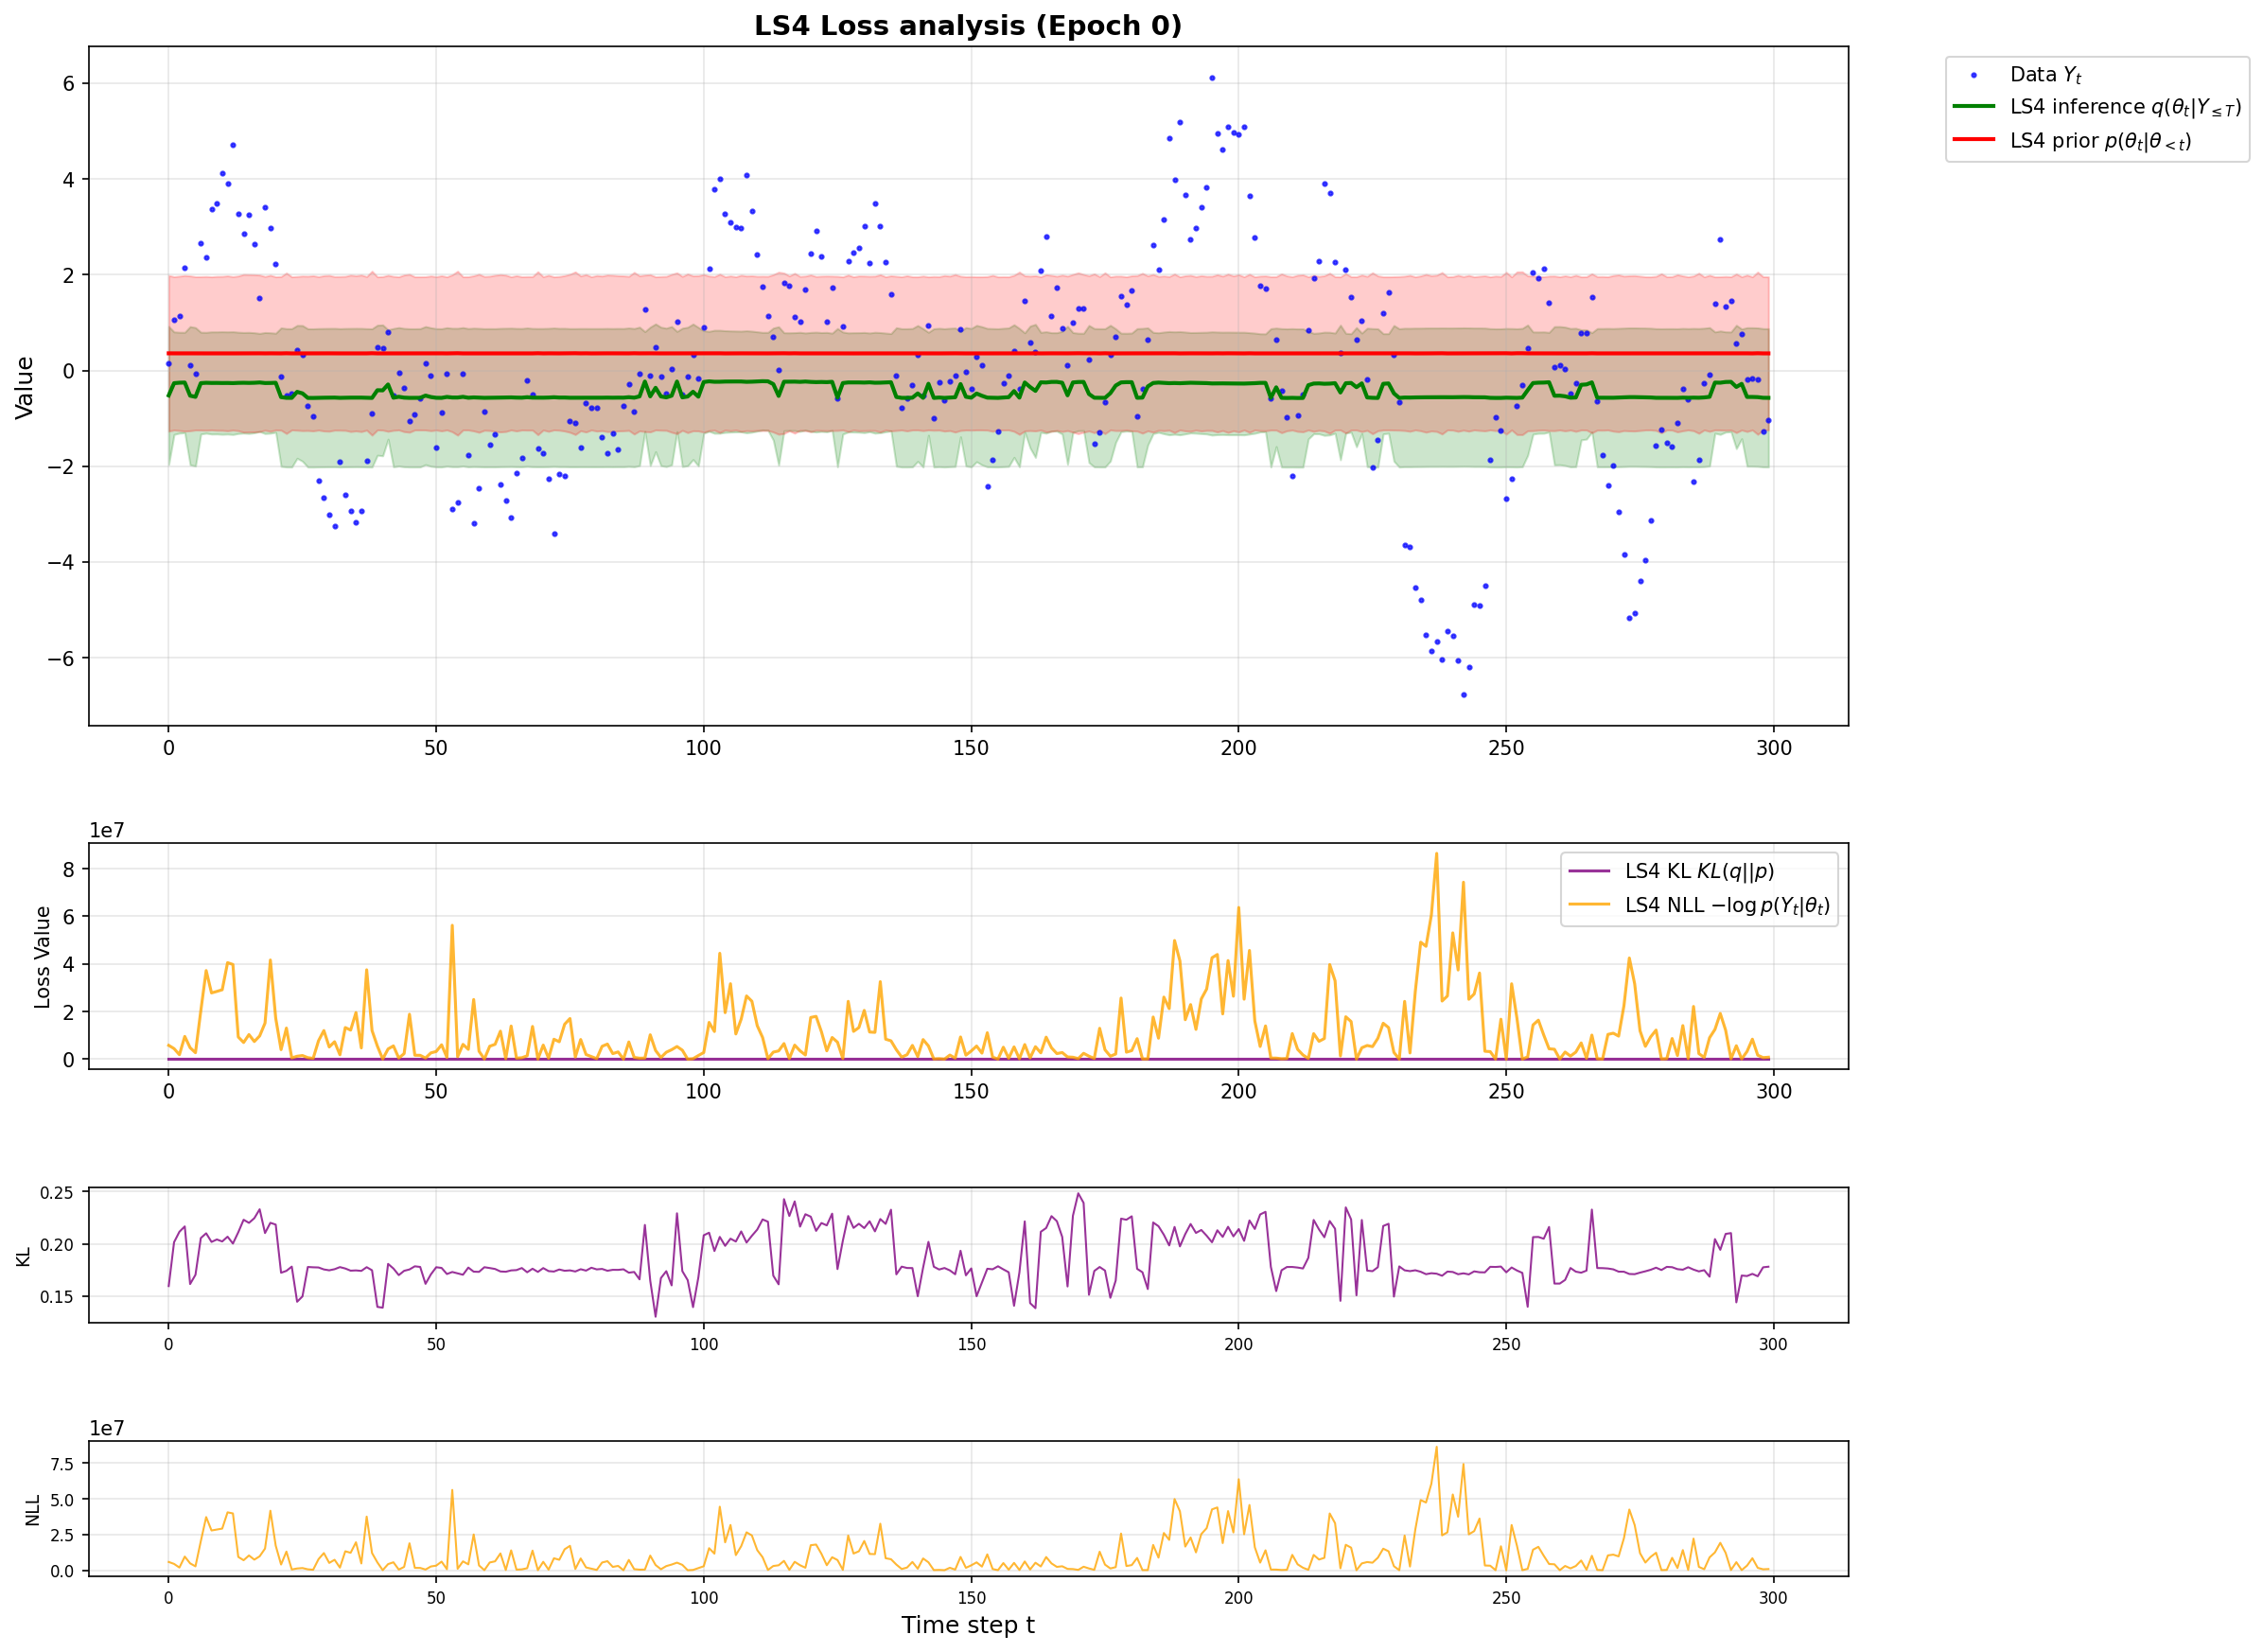 LS4 Loss analysis (Epoch 0)
Value
6
4
2
0
−2
−4
−6
0 50 100 150 200 250 300
Data Y_t
LS4 inference q(θ_t|Y_{≤T})
LS4 prior p(θ_t|θ_{<t})
1e7
Loss Value
8
6
4
2
0
0 50 100 150 200 250 300
LS4 KL KL(q||p)
LS4 NLL −log p(Y_t|θ_t)
KL
0.25
0.20
0.15
0 50 100 150 200 250 300
1e7
NLL
7.5
5.0
2.5
0.0
0 50 100 150 200 250 300
Time step t